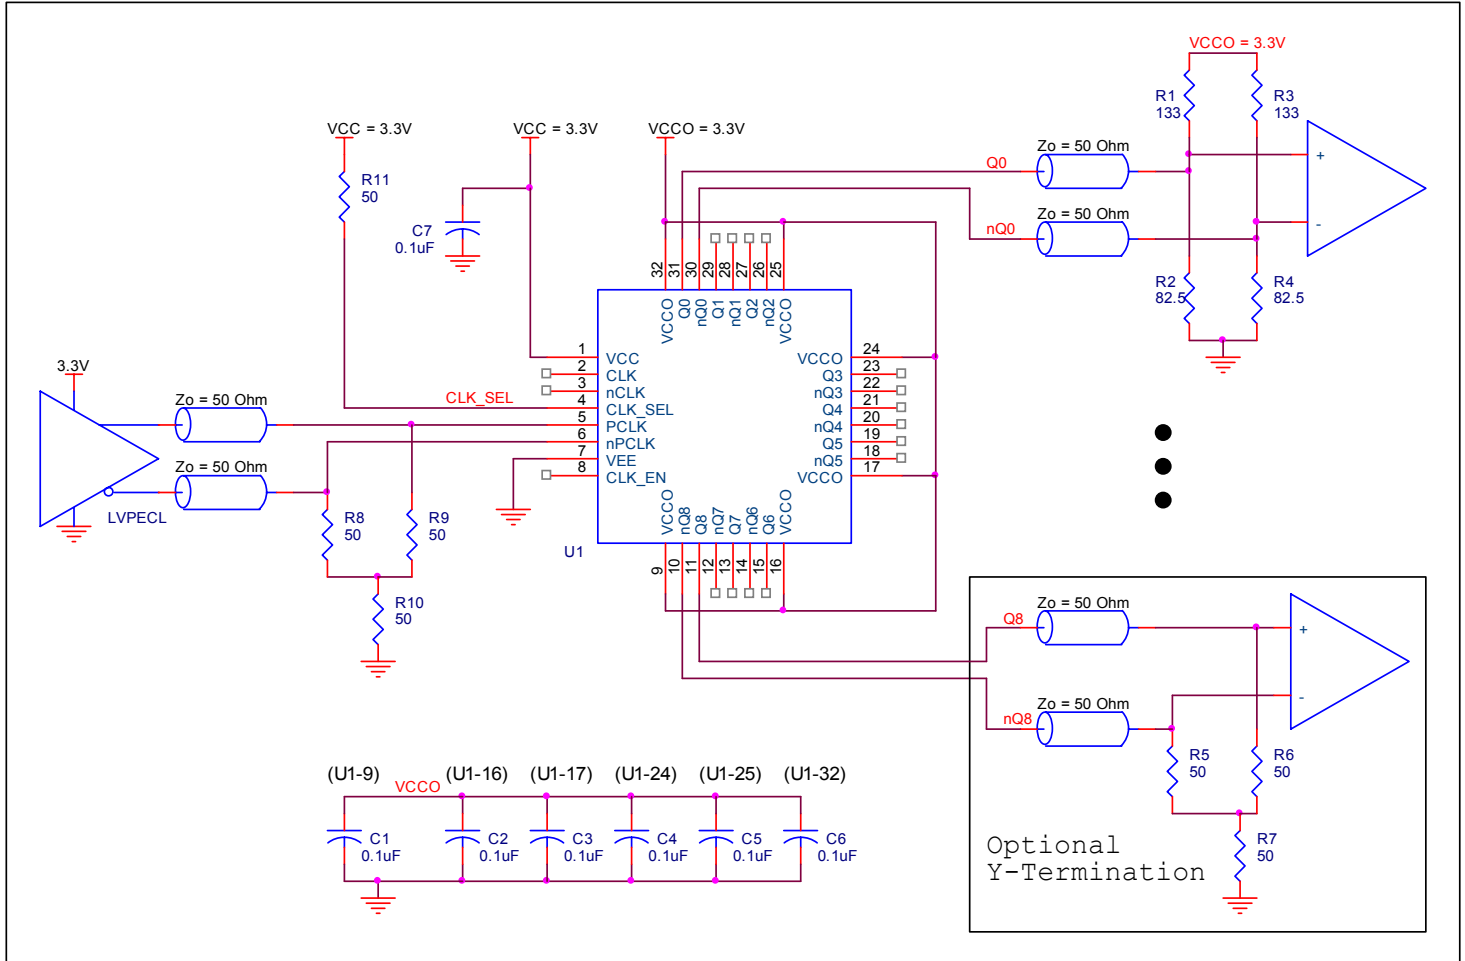 VCCO = 3.3V
R1
133
R3
133
VCC = 3.3V
VCC = 3.3V
VCCO = 3.3V
Q0
Zo = 50 Ohm
+
R11
50
C7
0.1uF
nQ0
Zo = 50 Ohm
-
R2
82.5
R4
82.5
32
31
30
29
28
27
26
25
VCCO
Q0
nQ0
Q1
nQ1
Q2
nQ2
VCCO
1 VCC
2 CLK
3 nCLK
4 CLK_SEL
5 PCLK
6 nPCLK
7 VEE
8 CLK_EN
VCCO 24
Q3 23
nQ3 22
Q4 21
nQ4 20
Q5 19
nQ5 18
VCCO 17
VCCO
nQ8
Q8
nQ7
Q7
nQ6
Q6
VCCO
9
10
11
12
13
14
15
16
U1
CLK_SEL
3.3V
Zo = 50 Ohm
Zo = 50 Ohm
LVPECL
R8
50
R9
50
R10
50
Q8
Zo = 50 Ohm
+
nQ8
Zo = 50 Ohm
-
R5
50
R6
50
R7
50
Optional
Y-Termination
(U1-9) (U1-16) (U1-17) (U1-24) (U1-25) (U1-32)
VCCO
C1
0.1uF
C2
0.1uF
C3
0.1uF
C4
0.1uF
C5
0.1uF
C6
0.1uF